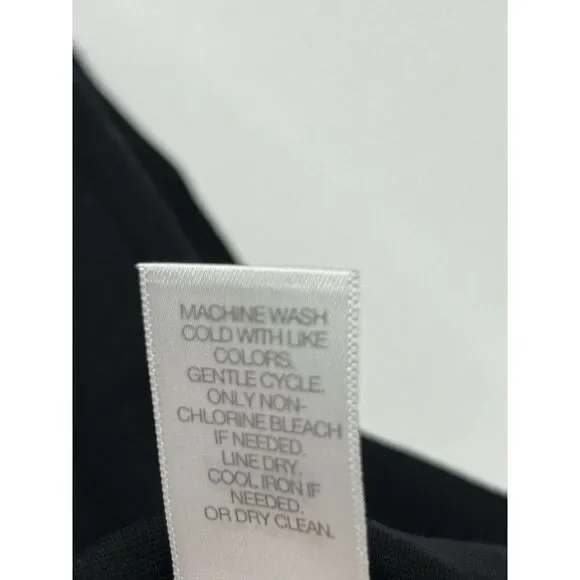 MACHINE WASH
COLD WITH LIKE
COLORS.
GENTLE CYCLE.
ONLY NON-
CHLORINE BLEACH
IF NEEDED.
LINE DRY.
COOL IRON IF
NEEDED.
OR DRY CLEAN.